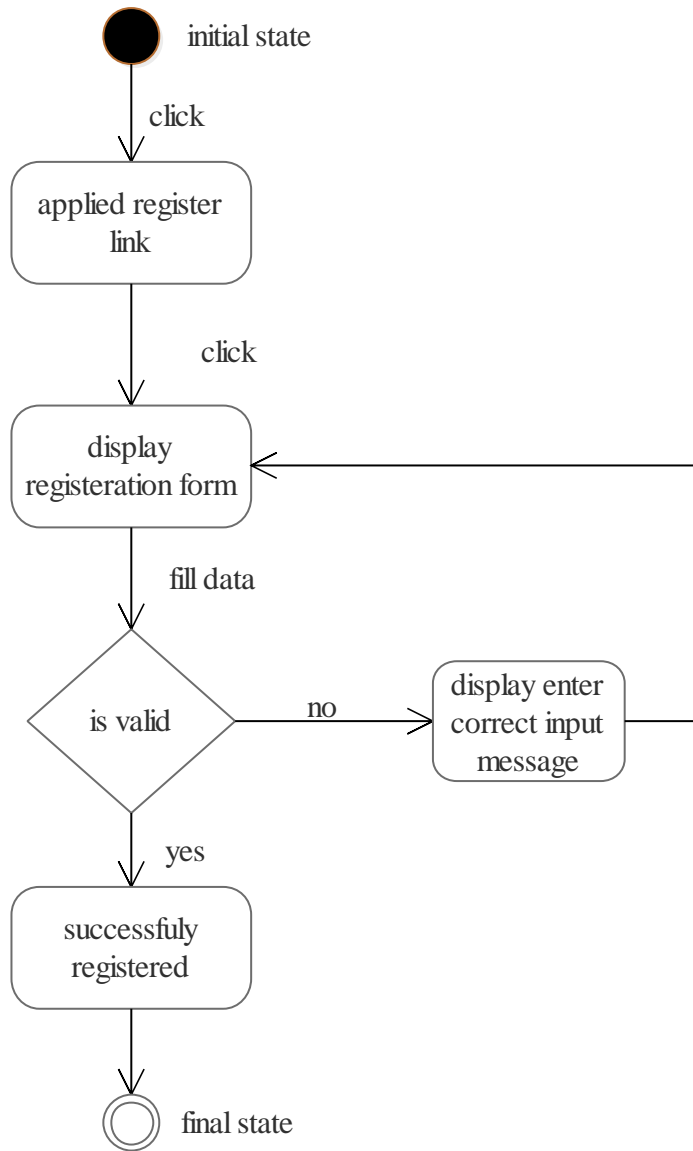 initial state
click
applied register
link
click
display
registeration form
fill data
is valid
no
display enter
correct input
message
yes
successfuly
registered
final state